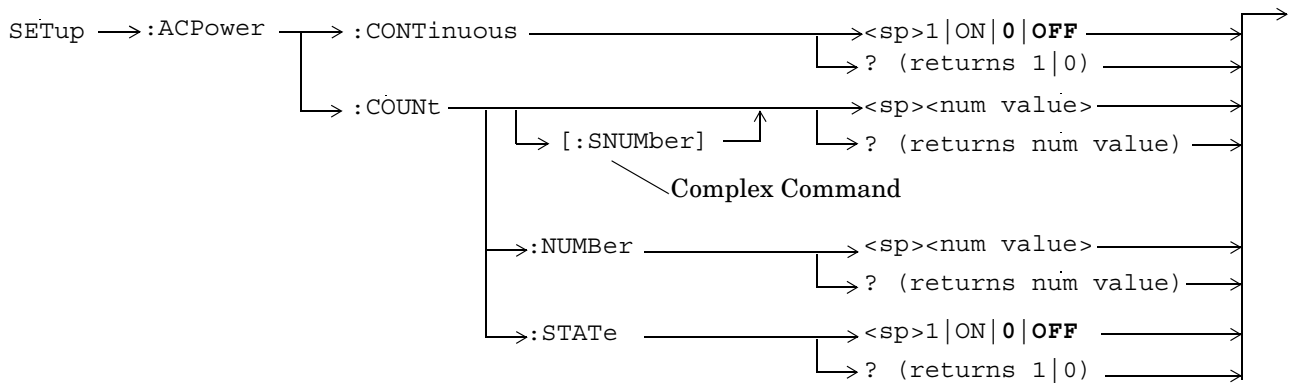 SETup :ACPower :CONTinuous <sp>1|ON|0|OFF
? (returns 1|0)
:COUNt <sp><num value>
[:SNUMber] ? (returns num value)
Complex Command
:NUMBer <sp><num value>
? (returns num value)
:STATe <sp>1|ON|0|OFF
? (returns 1|0)